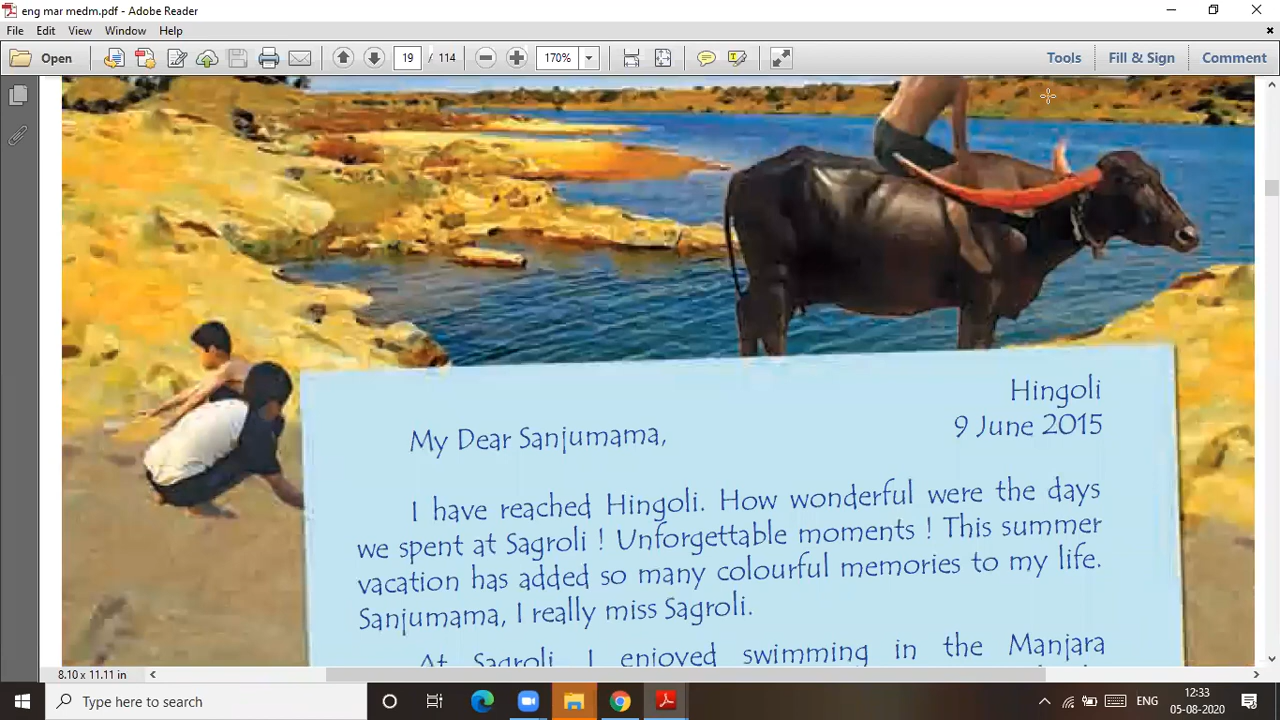 eng mar medm.pdf - Adobe Reader
File Edit View Window Help
Open 19 / 114 170% Tools Fill & Sign Comment
Hingoli
9 June 2015
My Dear Sanjumama,
I have reached Hingoli. How wonderful were the days
we spent at Sagroli ! Unforgettable moments ! This summer
vacation has added so many colourful memories to my life.
Sanjumama, I really miss Sagroli.
At Sagroli, I enjoyed swimming in the Manjara
8.10 x 11.11 in
Type here to search
ENG
12:33
05-08-2020